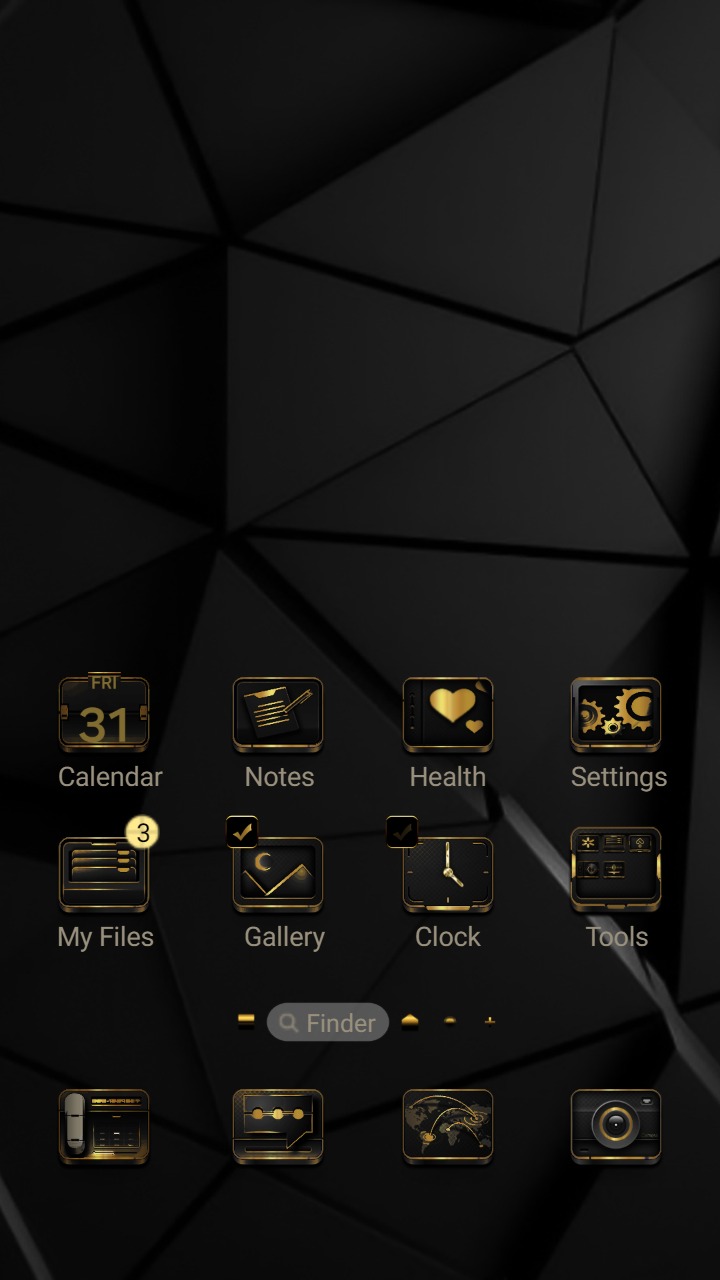 FRI
31
Calendar
Notes
Health
Settings
3
My Files
Gallery
Clock
Tools
Finder